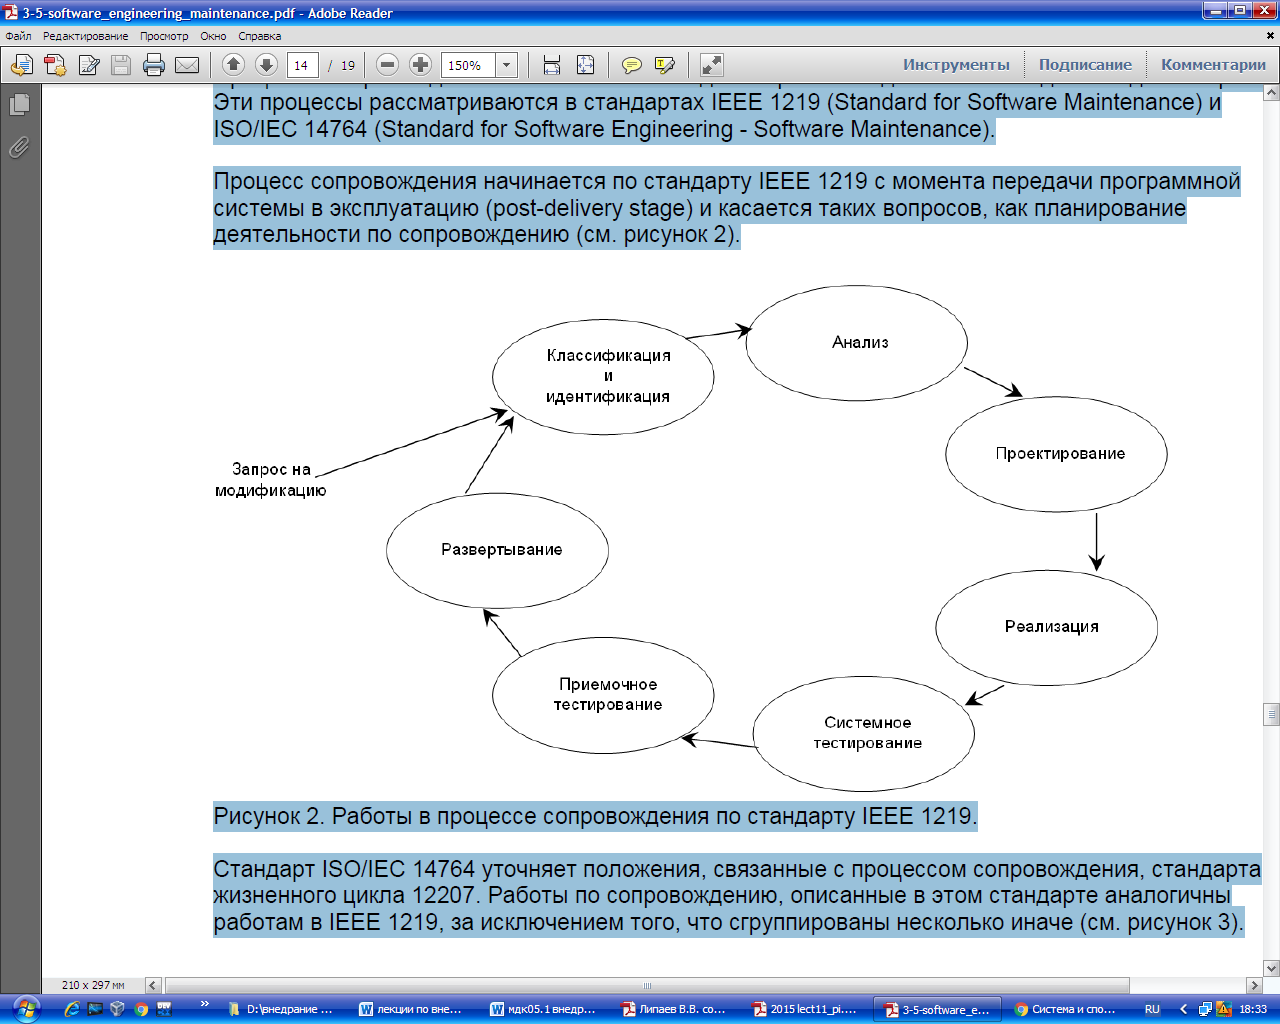 3-5-software_engineering_maintenance.pdf - Adobe Reader
Файл Редактирование Просмотр Окно Справка
14 / 19 150% Инструменты Подписание Комментарии
Эти процессы рассматриваются в стандартах IEEE 1219 (Standard for Software Maintenance) и
ISO/IEC 14764 (Standard for Software Engineering - Software Maintenance).
Процесс сопровождения начинается по стандарту IEEE 1219 с момента передачи программной
системы в эксплуатацию (post-delivery stage) и касается таких вопросов, как планирование
деятельности по сопровождению (см. рисунок 2).
Запрос на
модификацию
Классификация
и
идентификация
Анализ
Проектирование
Реализация
Системное
тестирование
Приемочное
тестирование
Развертывание
Рисунок 2. Работы в процессе сопровождения по стандарту IEEE 1219.
Стандарт ISO/IEC 14764 уточняет положения, связанные с процессом сопровождения, стандарта
жизненного цикла 12207. Работы по сопровождению, описанные в этом стандарте аналогичны
работам в IEEE 1219, за исключением того, что сгруппированы несколько иначе (см. рисунок 3).
210 x 297 мм
D:\внедрание ... лекции по вне... мдк05.1 внедр... Липаев В.В. со... 2015 lect11_pi.... 3-5-software_e... Система и спо... RU 18:33